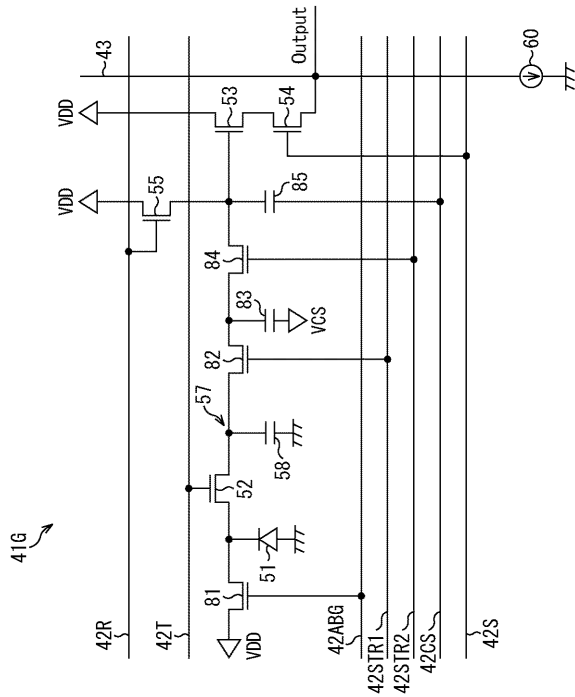 41G
42R
42T
VDD
VDD
43
Output
55
53
54
85
84
83
VCS
82
57
58
52
51
81
VDD
60
42ABG
42STR1
42STR2
42CS
42S